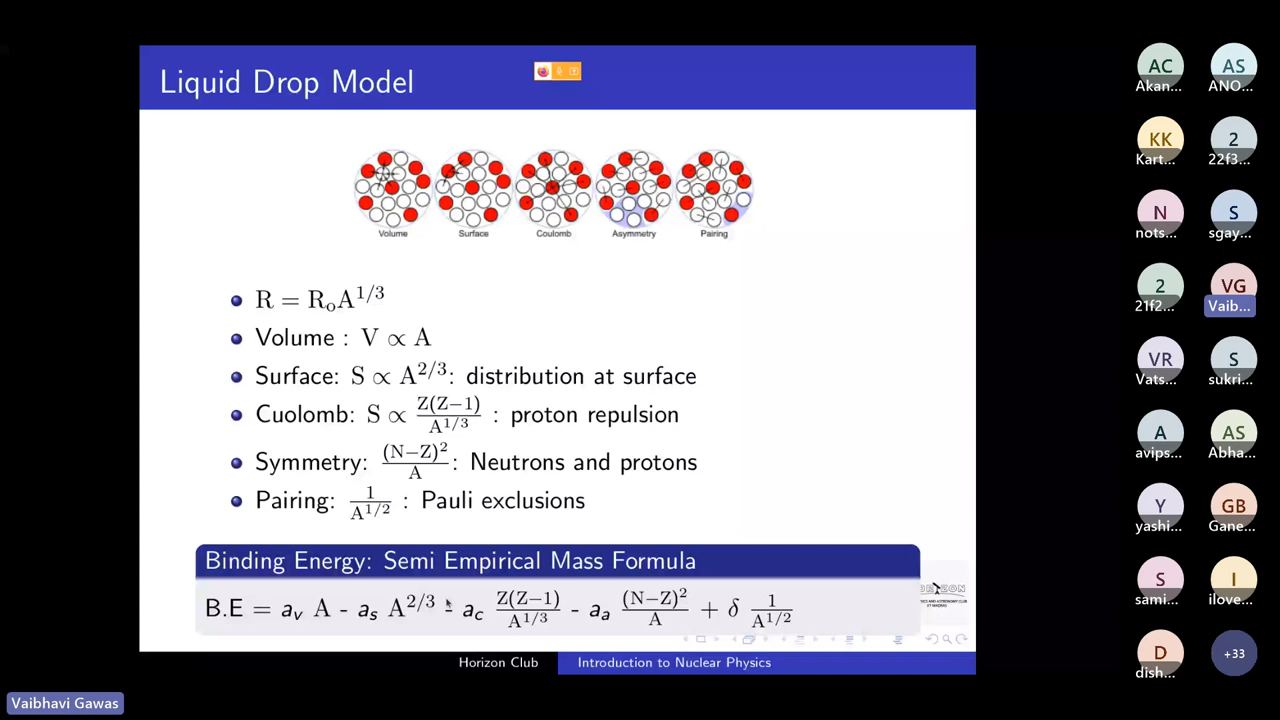 Liquid Drop Model
Volume Surface Coulomb Asymmetry Pairing
R = R₀A^{1/3}
Volume : V ∝ A
Surface: S ∝ A^{2/3}: distribution at surface
Cuolomb: S ∝ Z(Z−1)/A^{1/3} : proton repulsion
Symmetry: (N−Z)²/A: Neutrons and protons
Pairing: 1/A^{1/2} : Pauli exclusions
Binding Energy: Semi Empirical Mass Formula
B.E = a_v A - a_s A^{2/3} - a_c Z(Z−1)/A^{1/3} - a_a (N−Z)²/A + δ 1/A^{1/2}
Horizon Club Introduction to Nuclear Physics
Vaibhavi Gawas
AC AS
Akan... ANO...
KK 2
Kart... 22f3...
N S
nots... sgay...
2 VG
21f2... Vaib...
VR S
Vats... sukri...
A AS
avips... Abha...
Y GB
yashi... Gane...
S I
sami... ilove...
D +33
dish...